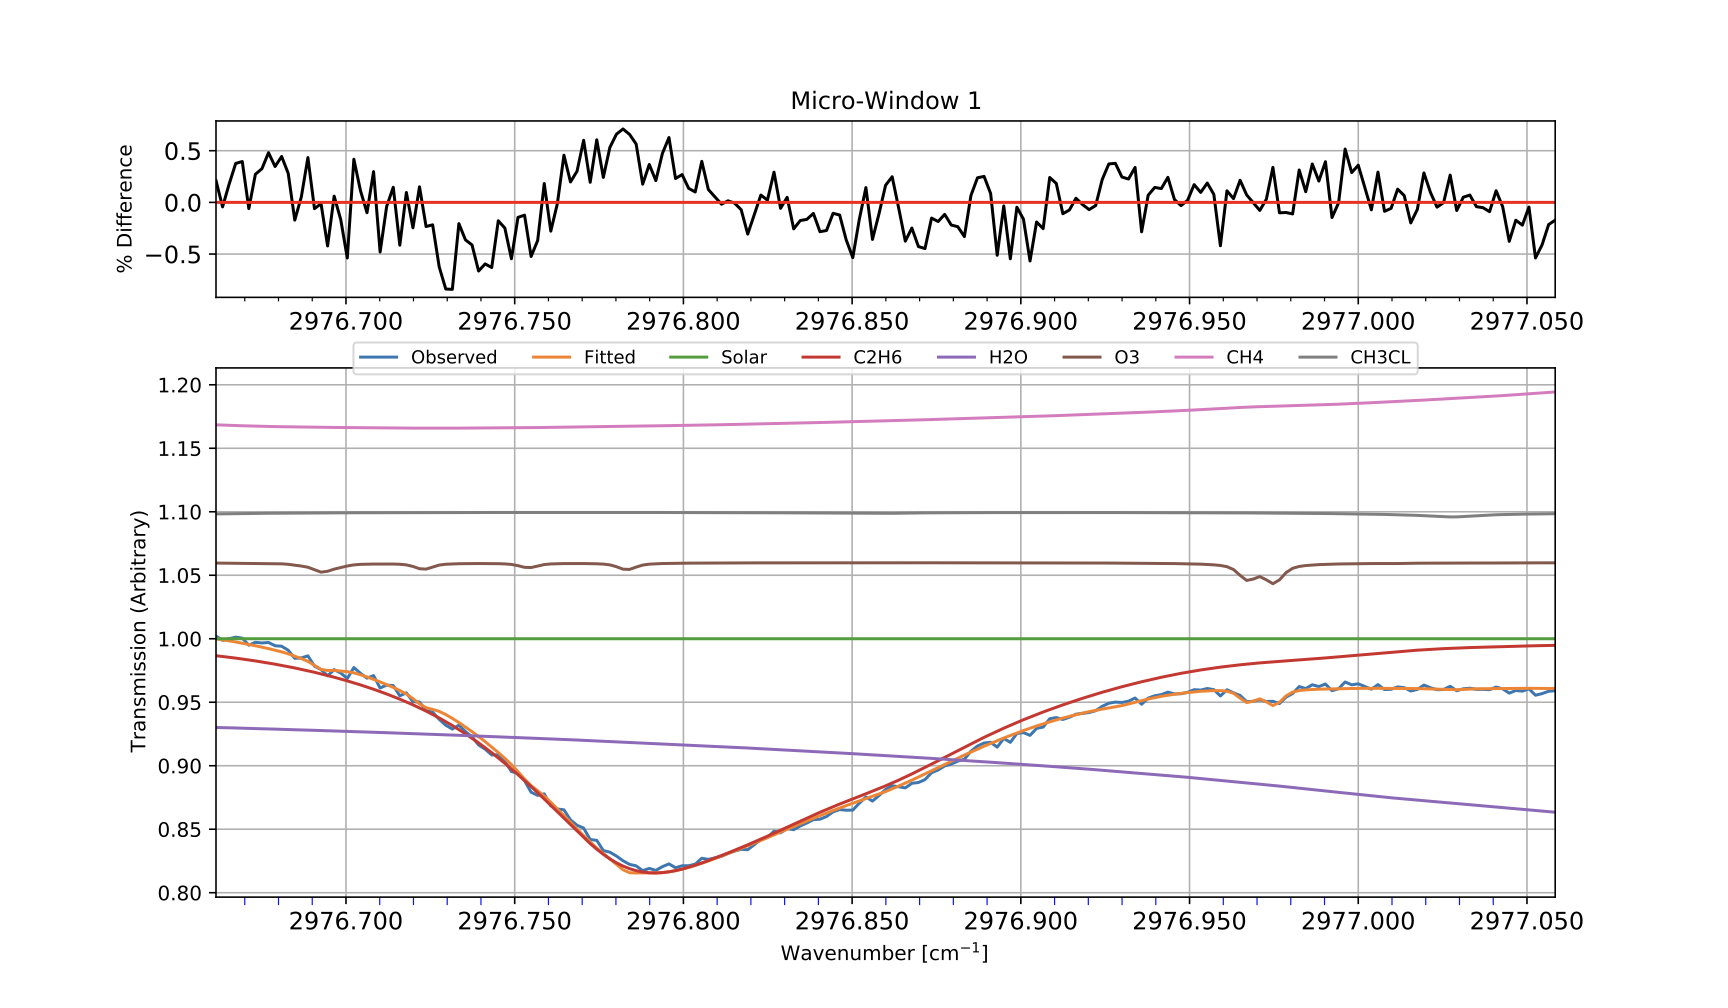 Micro-Window 1
% Difference
0.5
0.0
−0.5
2976.700 2976.750 2976.800 2976.850 2976.900 2976.950 2977.000 2977.050
Observed Fitted Solar C2H6 H2O O3 CH4 CH3CL
Transmission (Arbitrary)
1.20
1.15
1.10
1.05
1.00
0.95
0.90
0.85
0.80
2976.700 2976.750 2976.800 2976.850 2976.900 2976.950 2977.000 2977.050
Wavenumber [cm⁻¹]